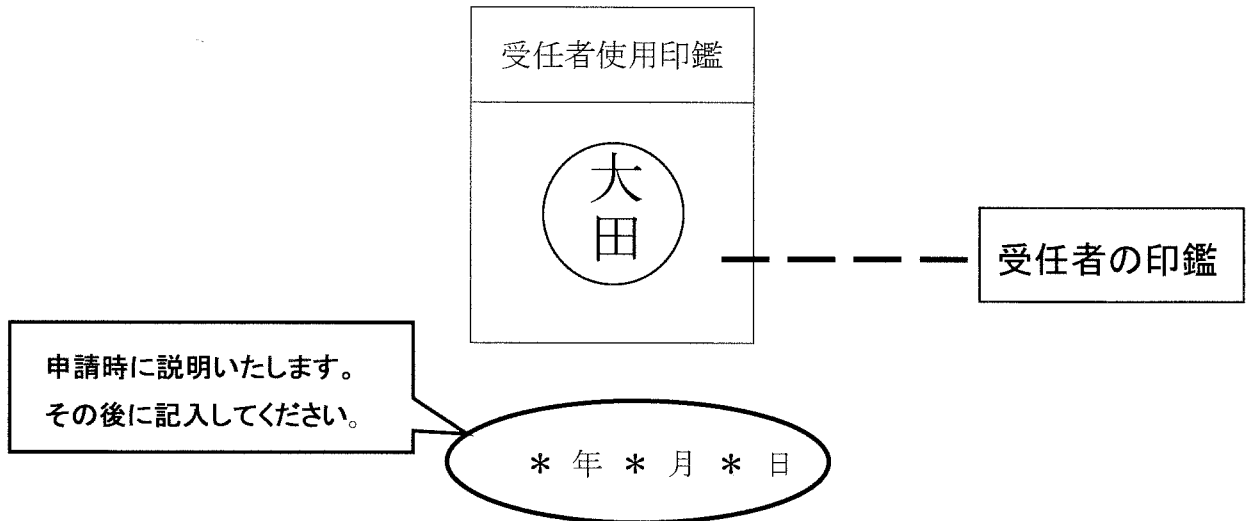 受任者使用印鑑
大
田
受任者の印鑑
申請時に説明いたします。
その後に記入してください。
* 年 * 月 * 日